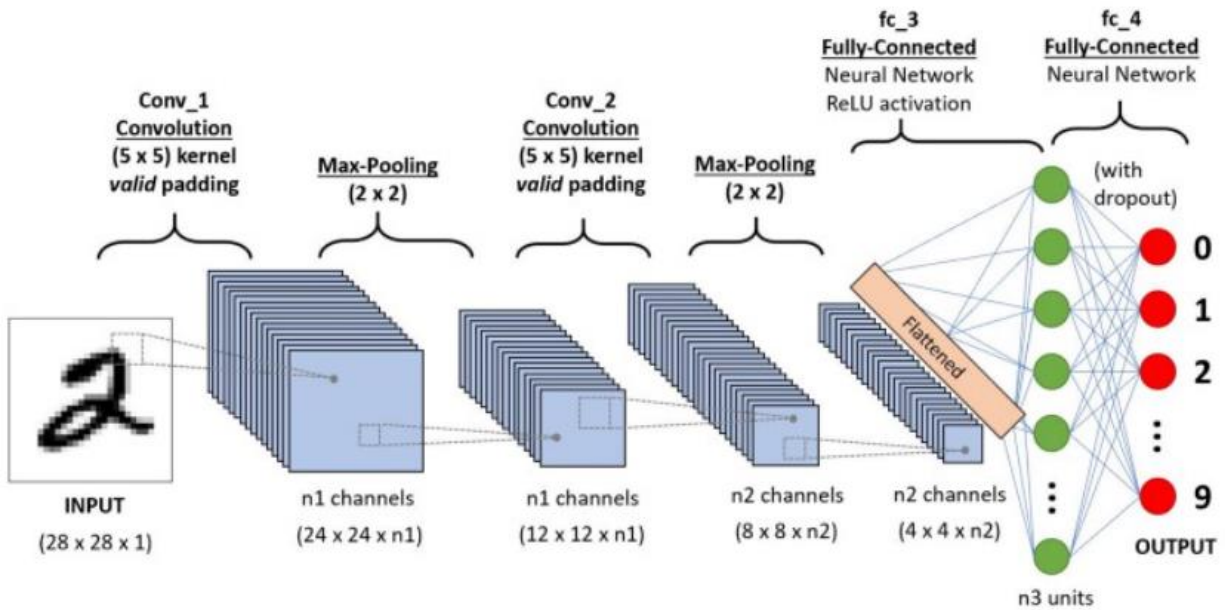 Conv_1
Convolution
(5 x 5) kernel
valid padding
Max-Pooling
(2 x 2)
Conv_2
Convolution
(5 x 5) kernel
valid padding
Max-Pooling
(2 x 2)
fc_3
Fully-Connected
Neural Network
ReLU activation
fc_4
Fully-Connected
Neural Network
(with
dropout)
Flattened
0
1
2
9
OUTPUT
2
INPUT
(28 x 28 x 1)
n1 channels
(24 x 24 x n1)
n1 channels
(12 x 12 x n1)
n2 channels
(8 x 8 x n2)
n2 channels
(4 x 4 x n2)
n3 units